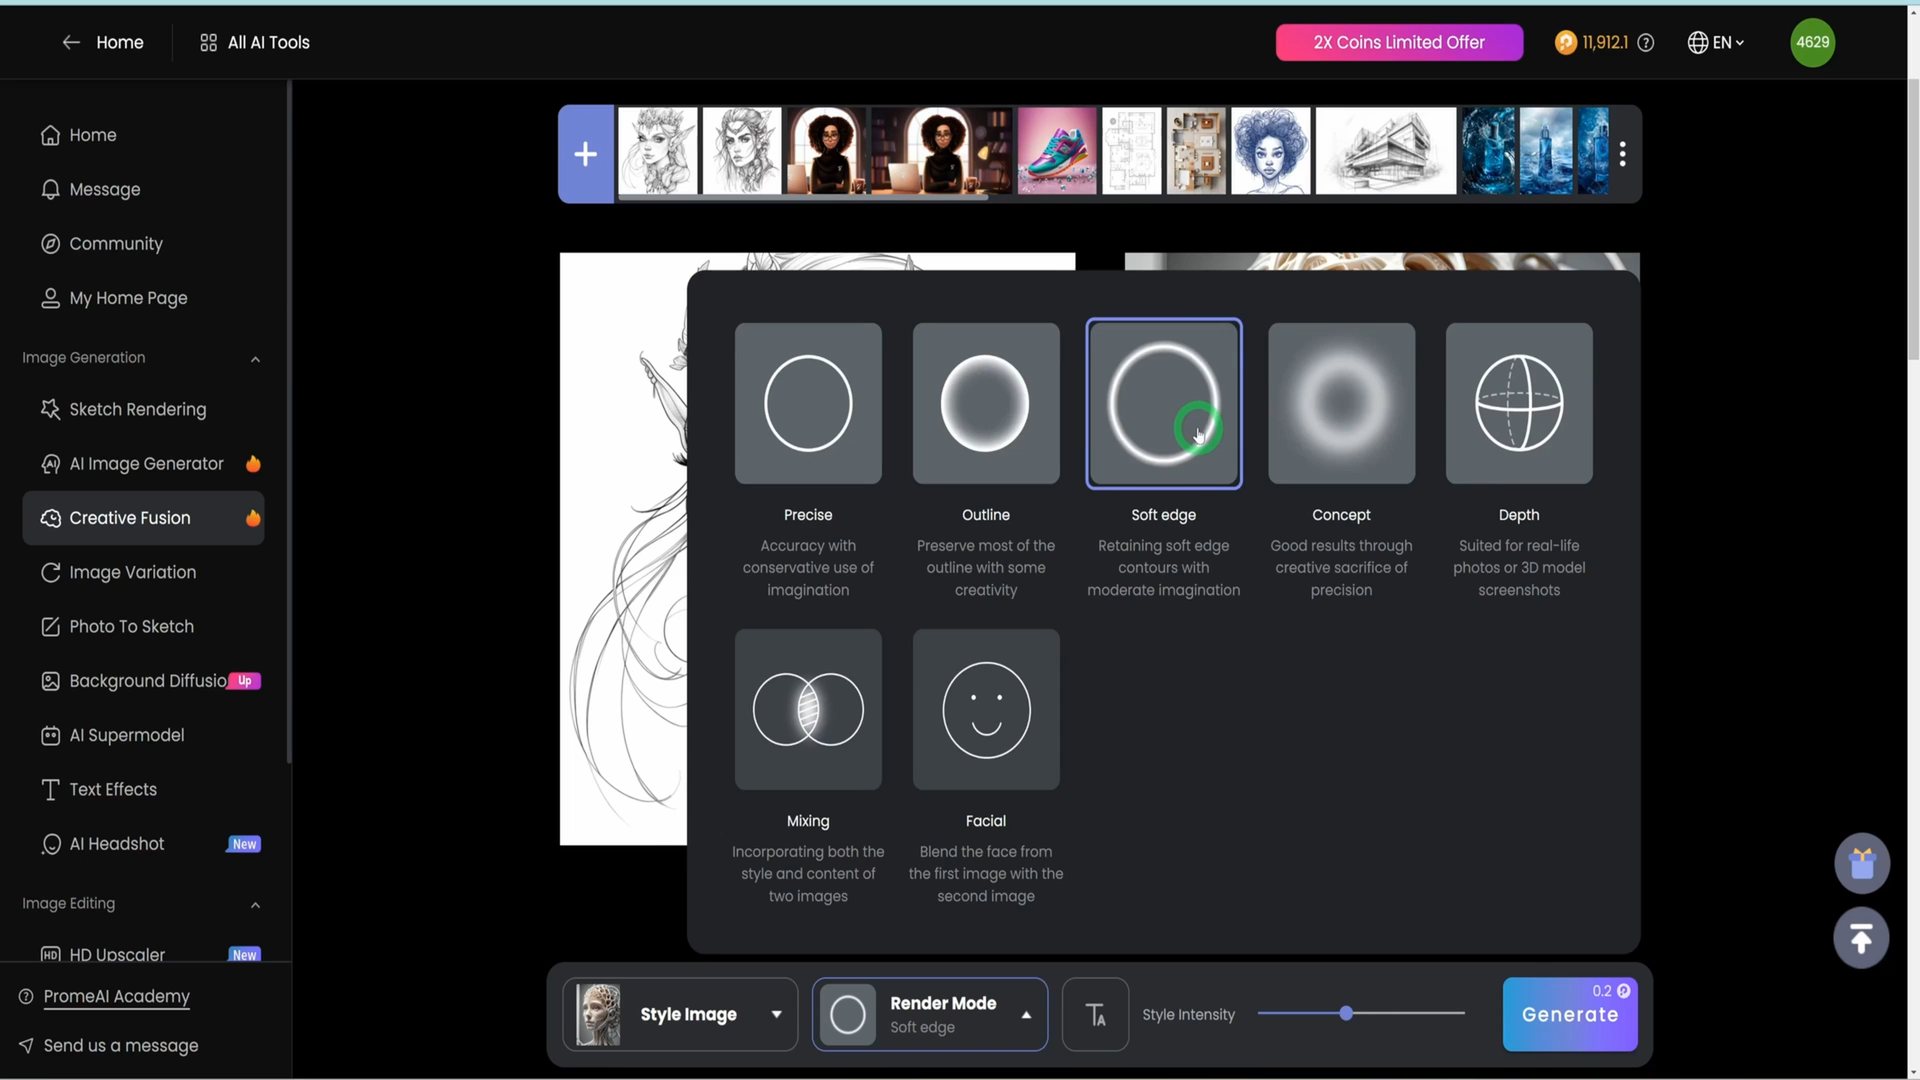 Home
All AI Tools
2X Coins Limited Offer
11,912.1
EN
4629
Home
Message
Community
My Home Page
Image Generation
Sketch Rendering
AI Image Generator
Creative Fusion
Image Variation
Photo To Sketch
Background Diffusio
Up
AI Supermodel
Text Effects
AI Headshot
New
Image Editing
HD Upscaler
New
PromeAI Academy
Send us a message
Precise
Accuracy with
conservative use of
imagination
Outline
Preserve most of the
outline with some
creativity
Soft edge
Retaining soft edge
contours with
moderate imagination
Concept
Good results through
creative sacrifice of
precision
Depth
Suited for real-life
photos or 3D model
screenshots
Mixing
Incorporating both the
style and content of
two images
Facial
Blend the face from
the first image with the
second image
Style Image
Render Mode
Soft edge
Style Intensity
0.2
Generate